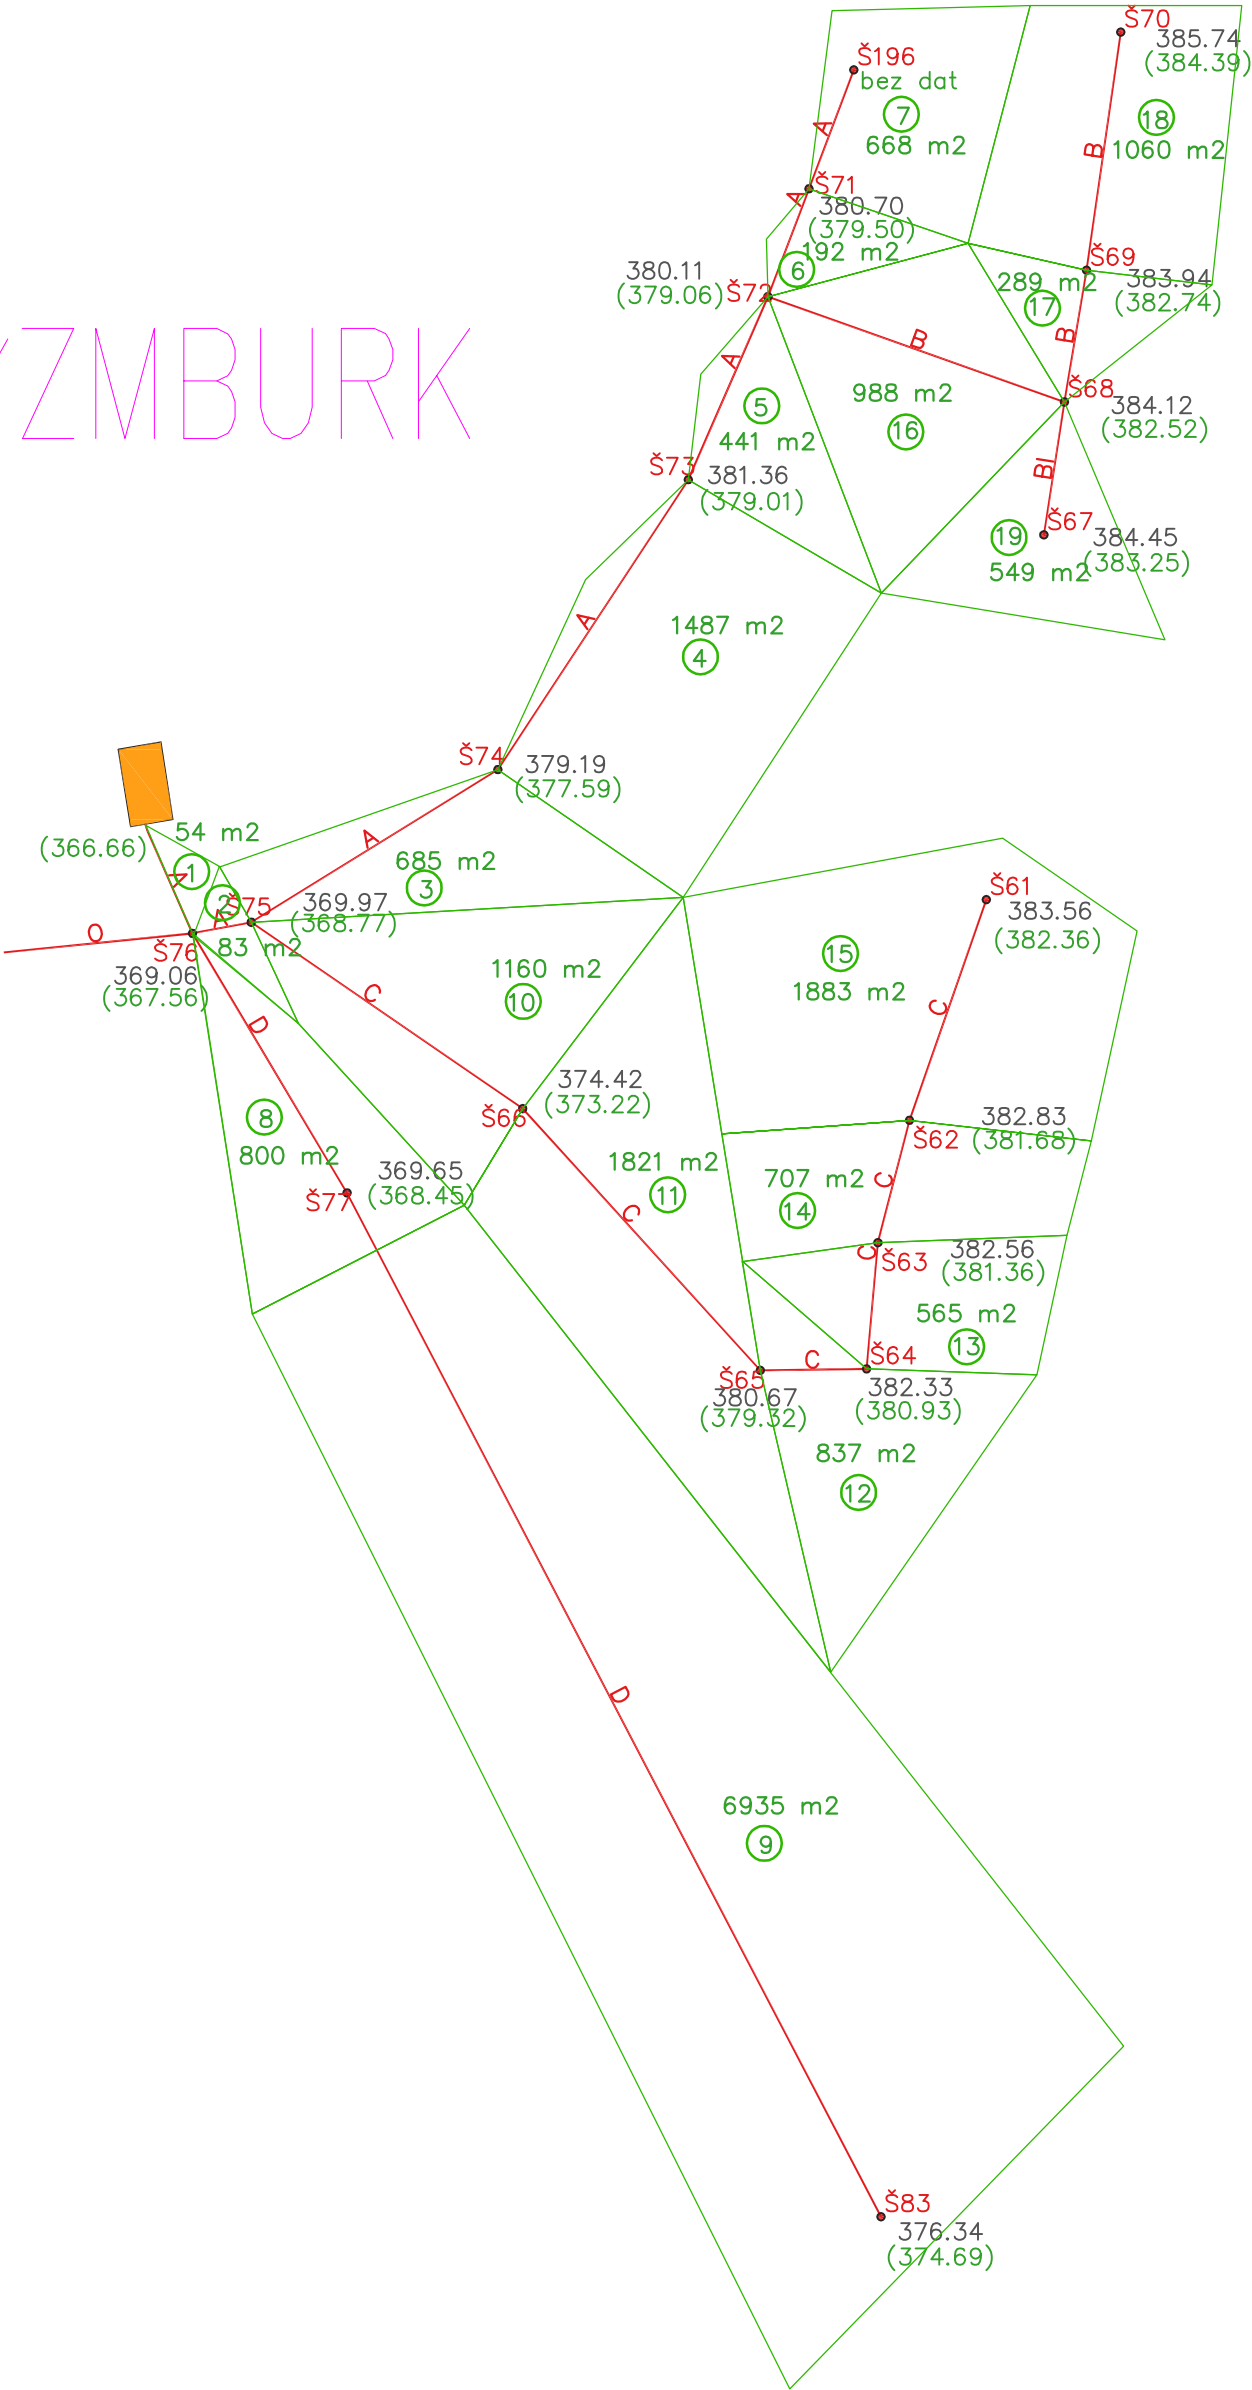 Š70
385.74
(384.39)
Š196
bez dat
7
668 m2
18
1060 m2
A
B
Š71
380.70
(379.50)
A
192 m2
6
380.11
(379.06)
Š72
Š69
383.94
(382.74)
289 m2
17
B
B
A
YZMBURK
Š68
384.12
(382.52)
988 m2
16
5
441 m2
Š73
381.36
(379.01)
BI
Š67
384.45
(383.25)
19
549 m2
A
1487 m2
4
Š74
379.19
(377.59)
54 m2
(366.66)
1
A
A
685 m2
3
2
Š75
369.97
(368.77)
A
O
83 m2
Š76
369.06
(367.56)
Š61
383.56
(382.36)
15
1883 m2
1160 m2
10
C
C
D
374.42
(373.22)
Š66
8
800 m2
382.83
(381.68)
Š62
369.65
(368.45)
Š77
1821 m2
11
C
707 m2
14
C
C
382.56
(381.36)
Š63
565 m2
13
Š64
382.33
(380.93)
C
Š65
380.67
(379.32)
837 m2
12
D
6935 m2
9
Š83
376.34
(374.69)